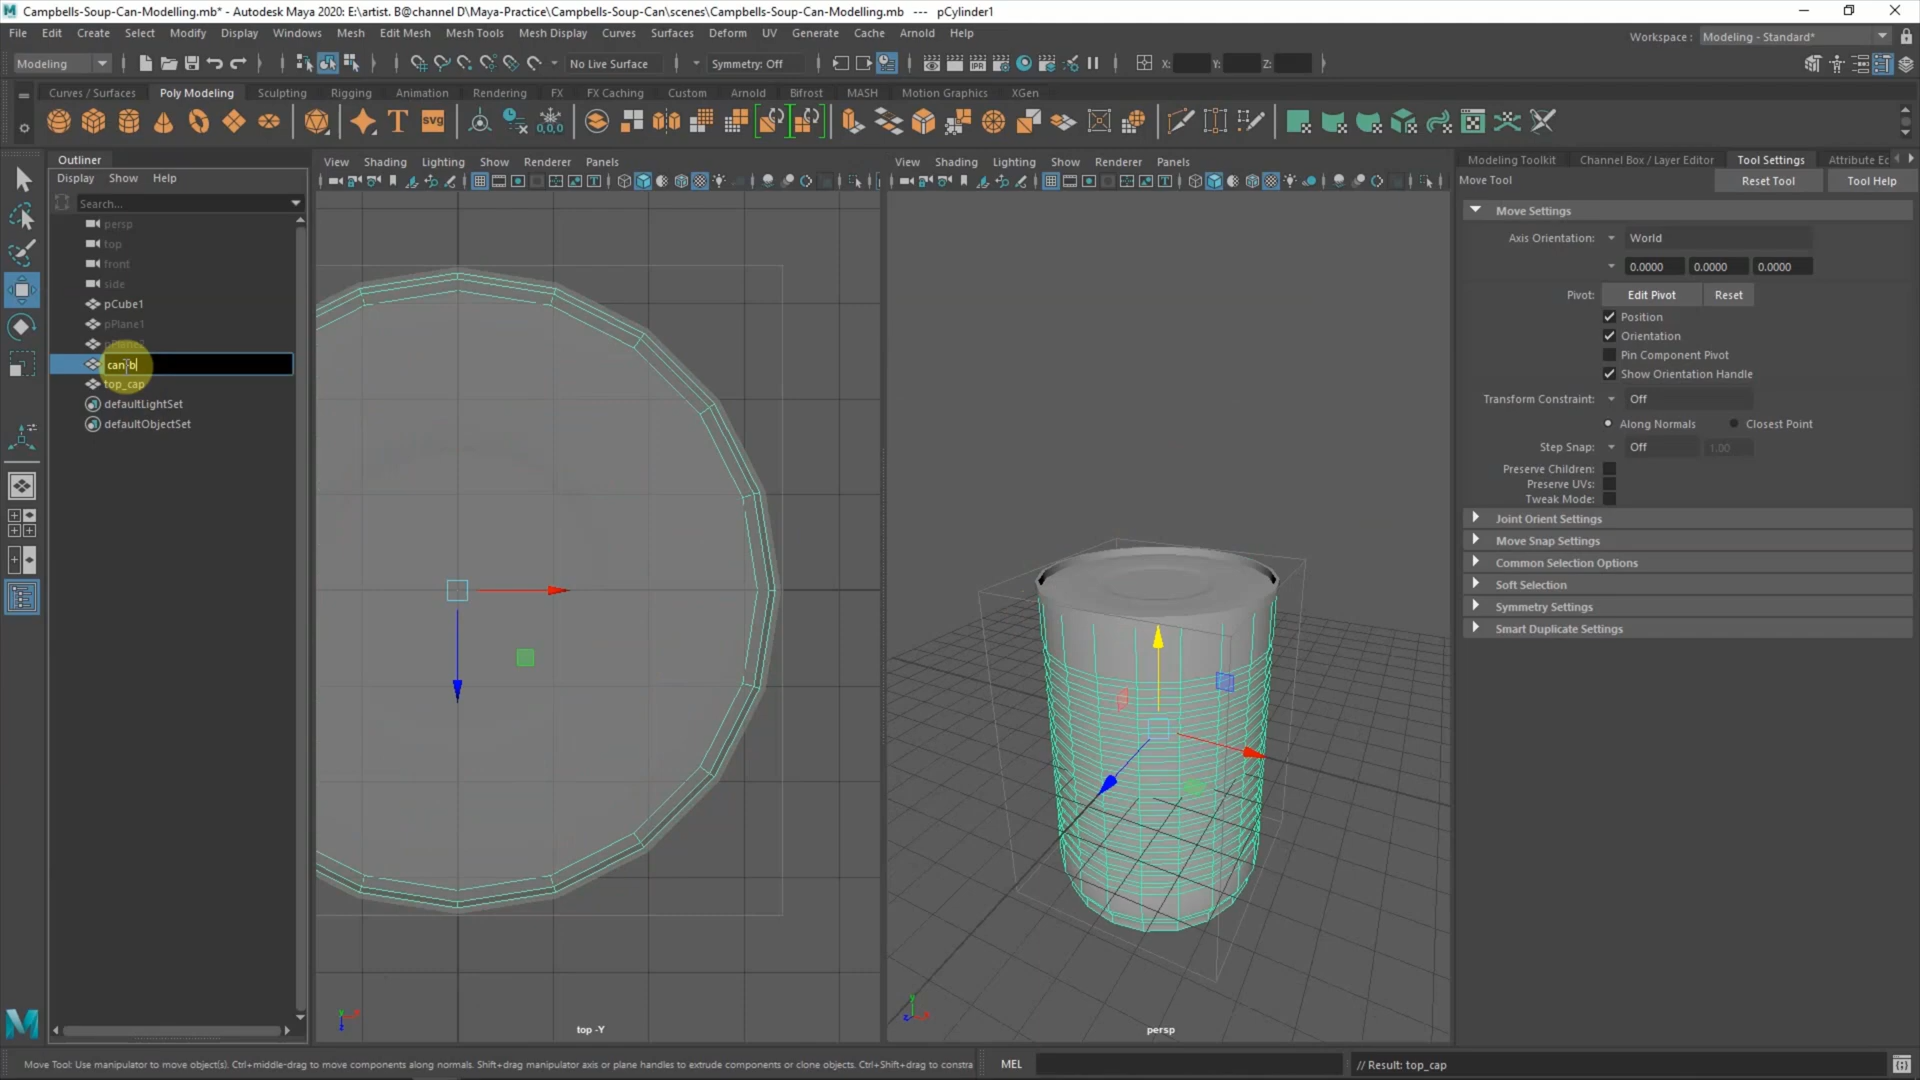 Campbells-Soup-Can-Modelling.mb* - Autodesk Maya 2020: E:\artist. B@channel D\Maya-Practice\Campbells-Soup-Can\scenes\Campbells-Soup-Can-Modelling.mb --- pCylinder1
File Edit Create Select Modify Display Windows Mesh Edit Mesh Mesh Tools Mesh Display Curves Surfaces Deform UV Generate Cache Arnold Help
Workspace : Modeling - Standard*
Modeling No Live Surface Symmetry: Off X: Y: Z:
Curves / Surfaces Poly Modeling Sculpting Rigging Animation Rendering FX FX Caching Custom Arnold Bifrost MASH Motion Graphics XGen
Outliner
Display Show Help
Search...
persp
top
front
side
pCube1
pPlane1
pPlane2
can-b
top_cap
defaultLightSet
defaultObjectSet
View Shading Lighting Show Renderer Panels
top -Y
View Shading Lighting Show Renderer Panels
persp
Modeling Toolkit Channel Box / Layer Editor Tool Settings Attribute Ec
Move Tool Reset Tool Tool Help
Move Settings
Axis Orientation: World
0.0000 0.0000 0.0000
Pivot: Edit Pivot Reset
Position
Orientation
Pin Component Pivot
Show Orientation Handle
Transform Constraint: Off
Along Normals Closest Point
Step Snap: Off 1.00
Preserve Children:
Preserve UVs:
Tweak Mode:
Joint Orient Settings
Move Snap Settings
Common Selection Options
Soft Selection
Symmetry Settings
Smart Duplicate Settings
Move Tool: Use manipulator to move object(s). Ctrl+middle-drag to move components along normals. Shift+drag manipulator axis or plane handles to extrude components or clone objects. Ctrl+Shift+drag to constra
MEL
// Result: top_cap